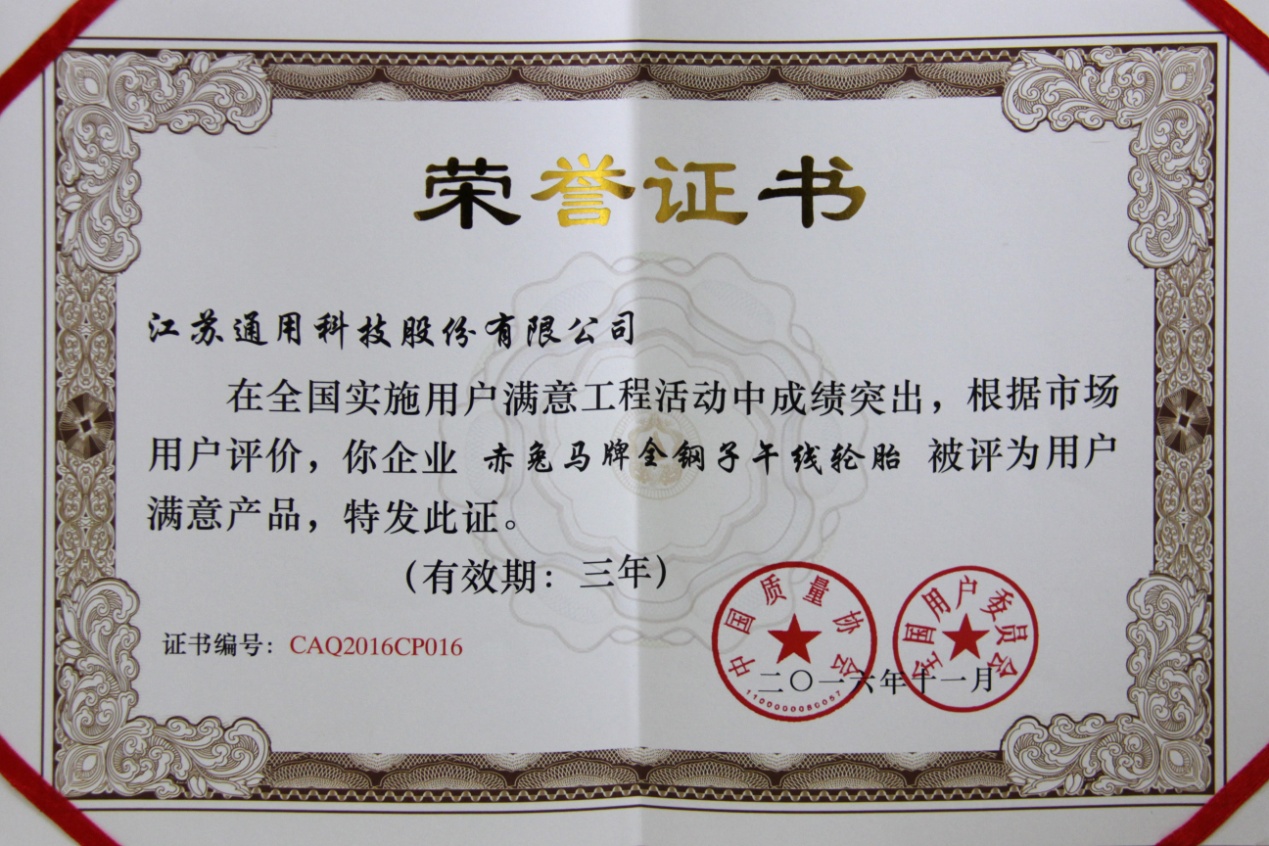 荣誉证书
江苏通用科技股份有限公司
在全国实施用户满意工程活动中成绩突出，根据市场
用户评价，你企业 赤兔马牌全钢子午线轮胎 被评为用户
满意产品，特发此证。
（有效期：三年）
证书编号：CAQ2016CP016
中国质量协会
全国用户委员会
二〇一六年十一月